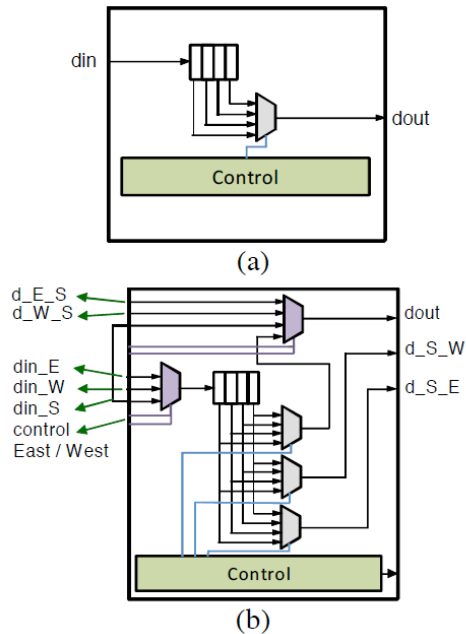 din
dout
Control
(a)
d_E_S
d_W_S
dout
d_S_W
din_E
din_W
d_S_E
din_S
control
East / West
Control
(b)